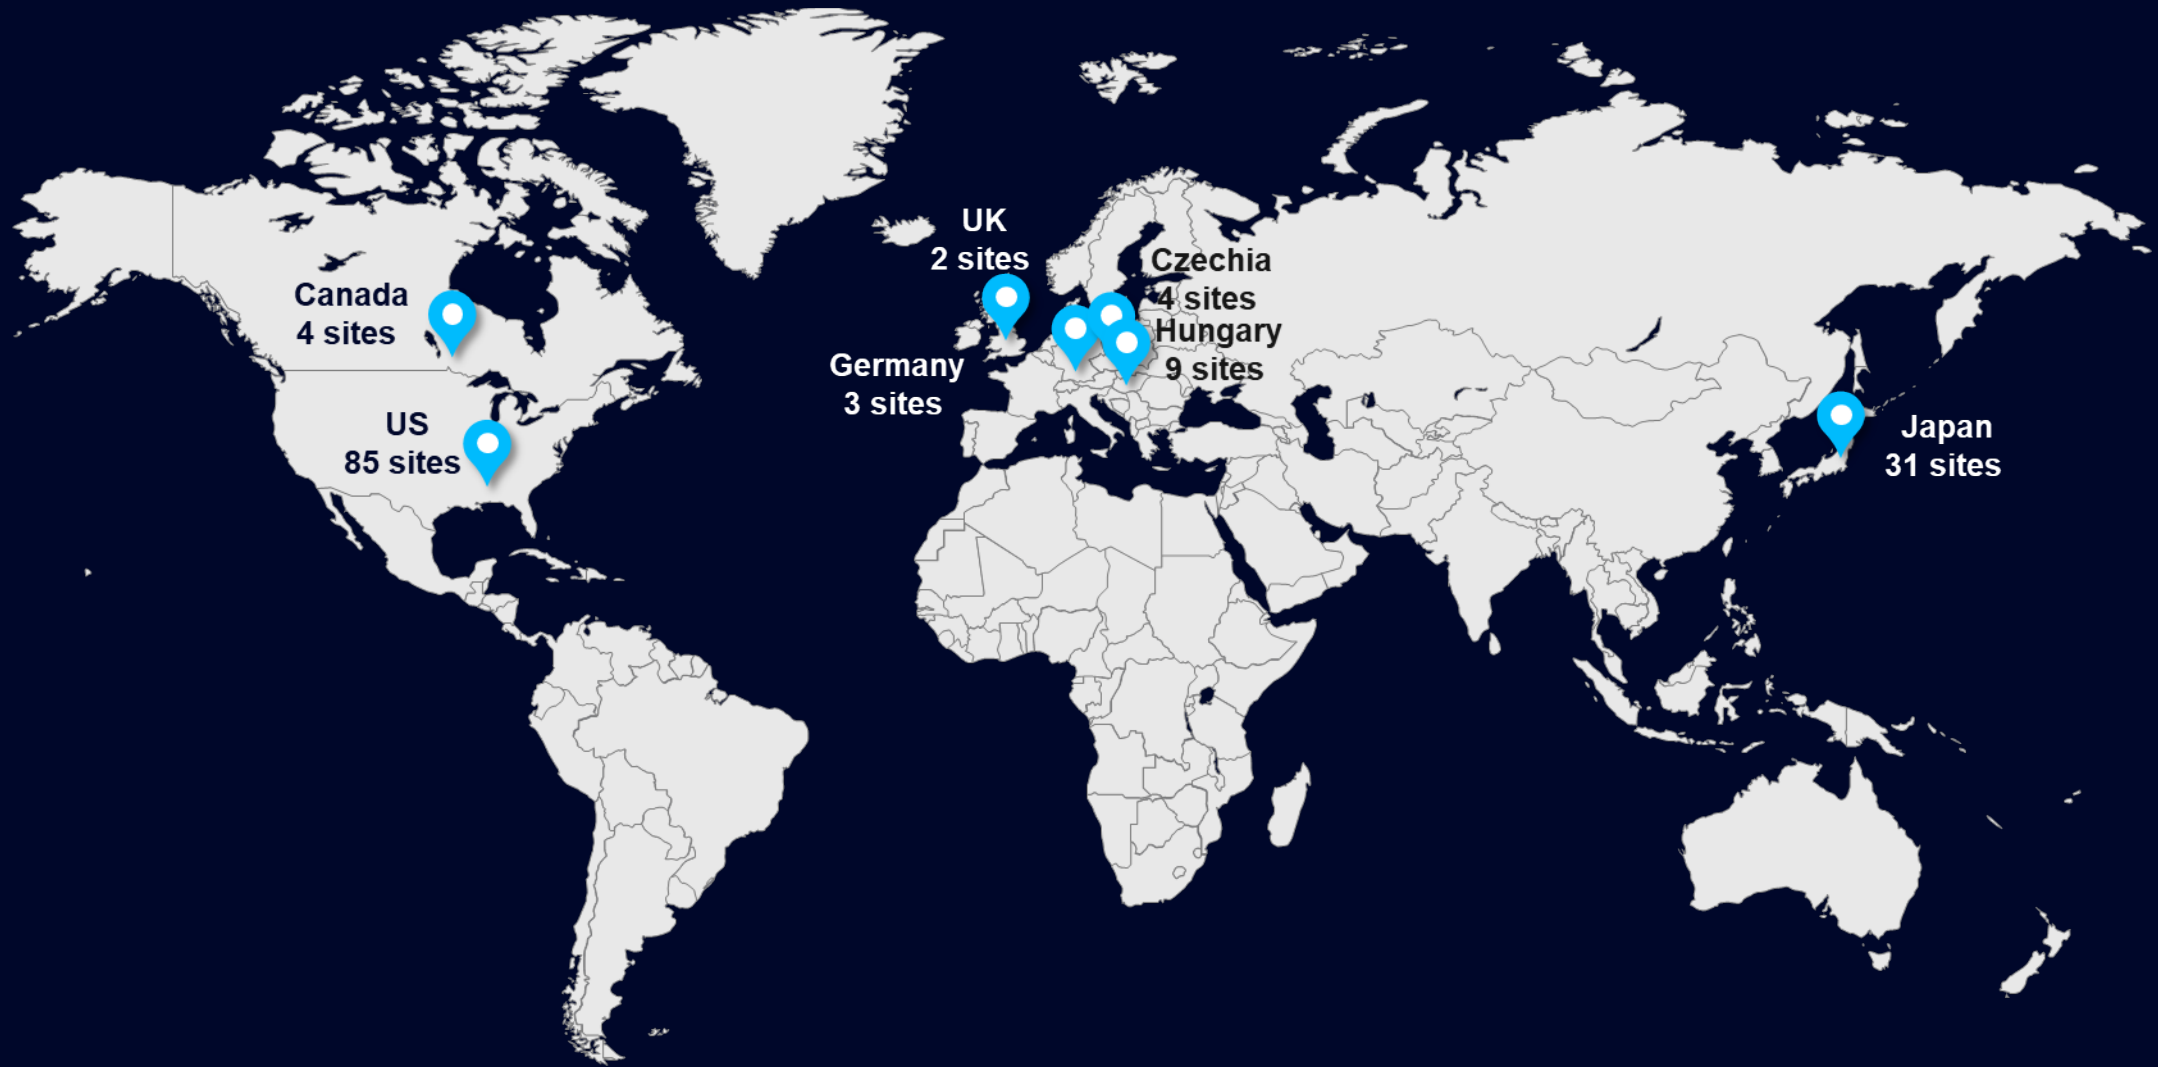 UK
2 sites
Czechia
4 sites
Canada
4 sites
Hungary
9 sites
Germany
3 sites
US
85 sites
Japan
31 sites